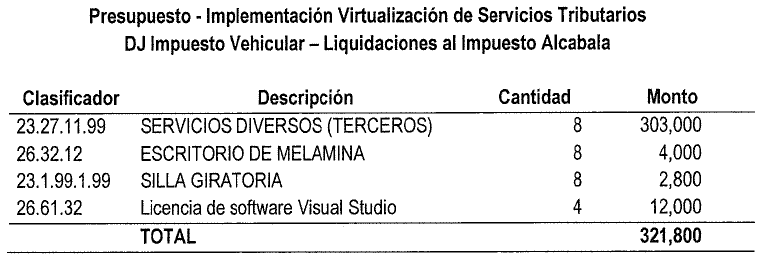 Presupuesto - Implementación Virtualización de Servicios Tributarios
DJ Impuesto Vehicular – Liquidaciones al Impuesto Alcabala
Clasificador Descripción Cantidad Monto
23.27.11.99 SERVICIOS DIVERSOS (TERCEROS) 8 303,000
26.32.12 ESCRITORIO DE MELAMINA 8 4,000
23.1.99.1.99 SILLA GIRATORIA 8 2,800
26.61.32 Licencia de software Visual Studio 4 12,000
TOTAL 321,800